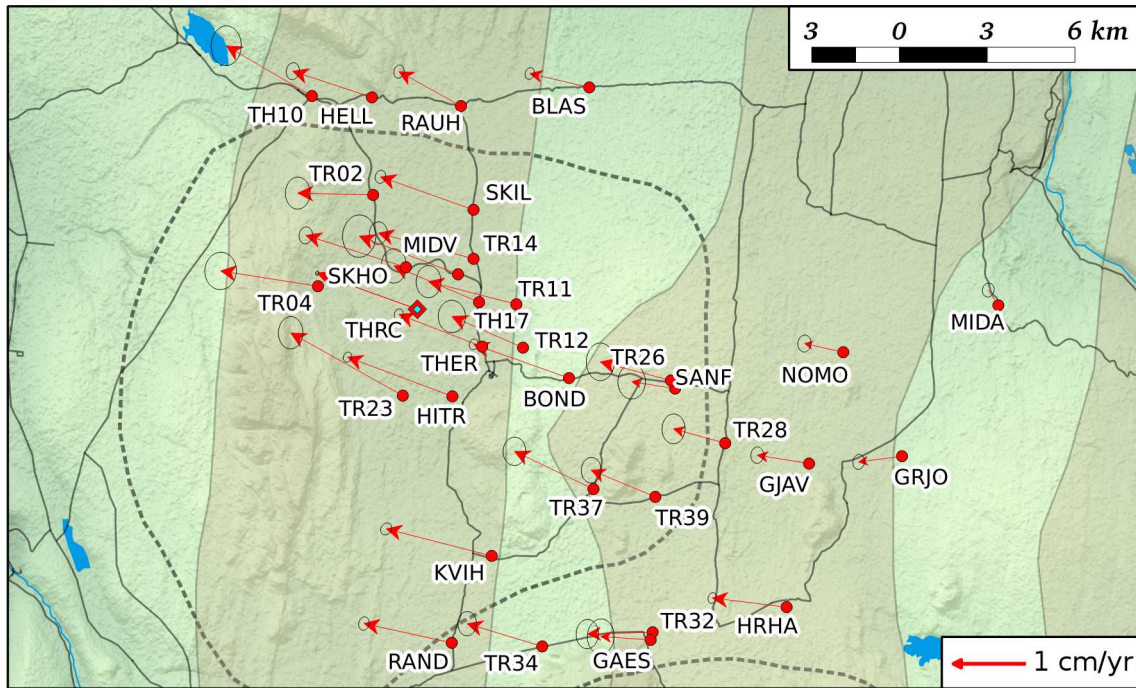 3 0 3 6 km
BLAS
TH10 HELL RAUH
TR02
SKIL
MIDV TR14
SKHO
TR04 TR11
THRC TH17 MIDA
TR12
THER TR26 NOMO
SANF
BOND
TR23 HITR
TR28
GRJO
GJAV
TR37 TR39
KVIH
TR32 HRHA
RAND TR34 GAES
1 cm/yr